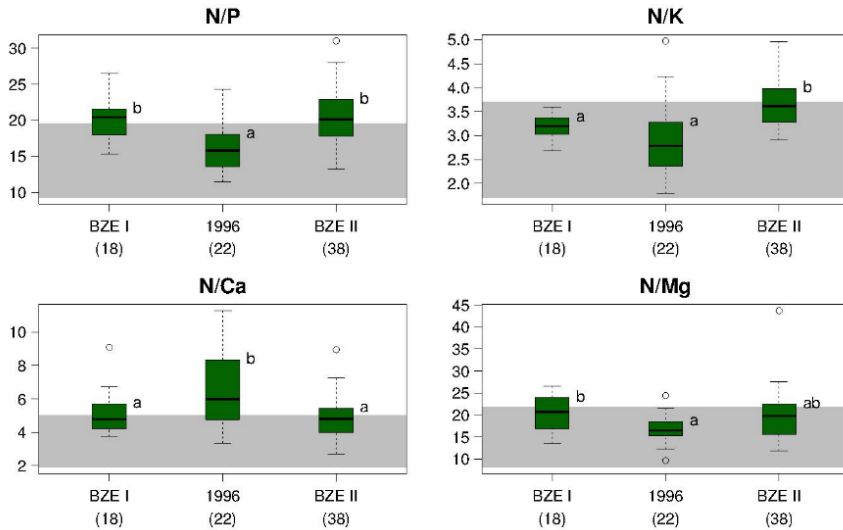 N/P
30
25
20
15
10
b
a
b
BZE I
1996
BZE II
(18)
(22)
(38)
N/K
5.0
4.5
4.0
3.5
3.0
2.5
2.0
a
a
b
BZE I
1996
BZE II
(18)
(22)
(38)
N/Ca
10
8
6
4
2
a
b
a
BZE I
1996
BZE II
(18)
(22)
(38)
N/Mg
45
40
35
30
25
20
15
10
b
a
ab
BZE I
1996
BZE II
(18)
(22)
(38)